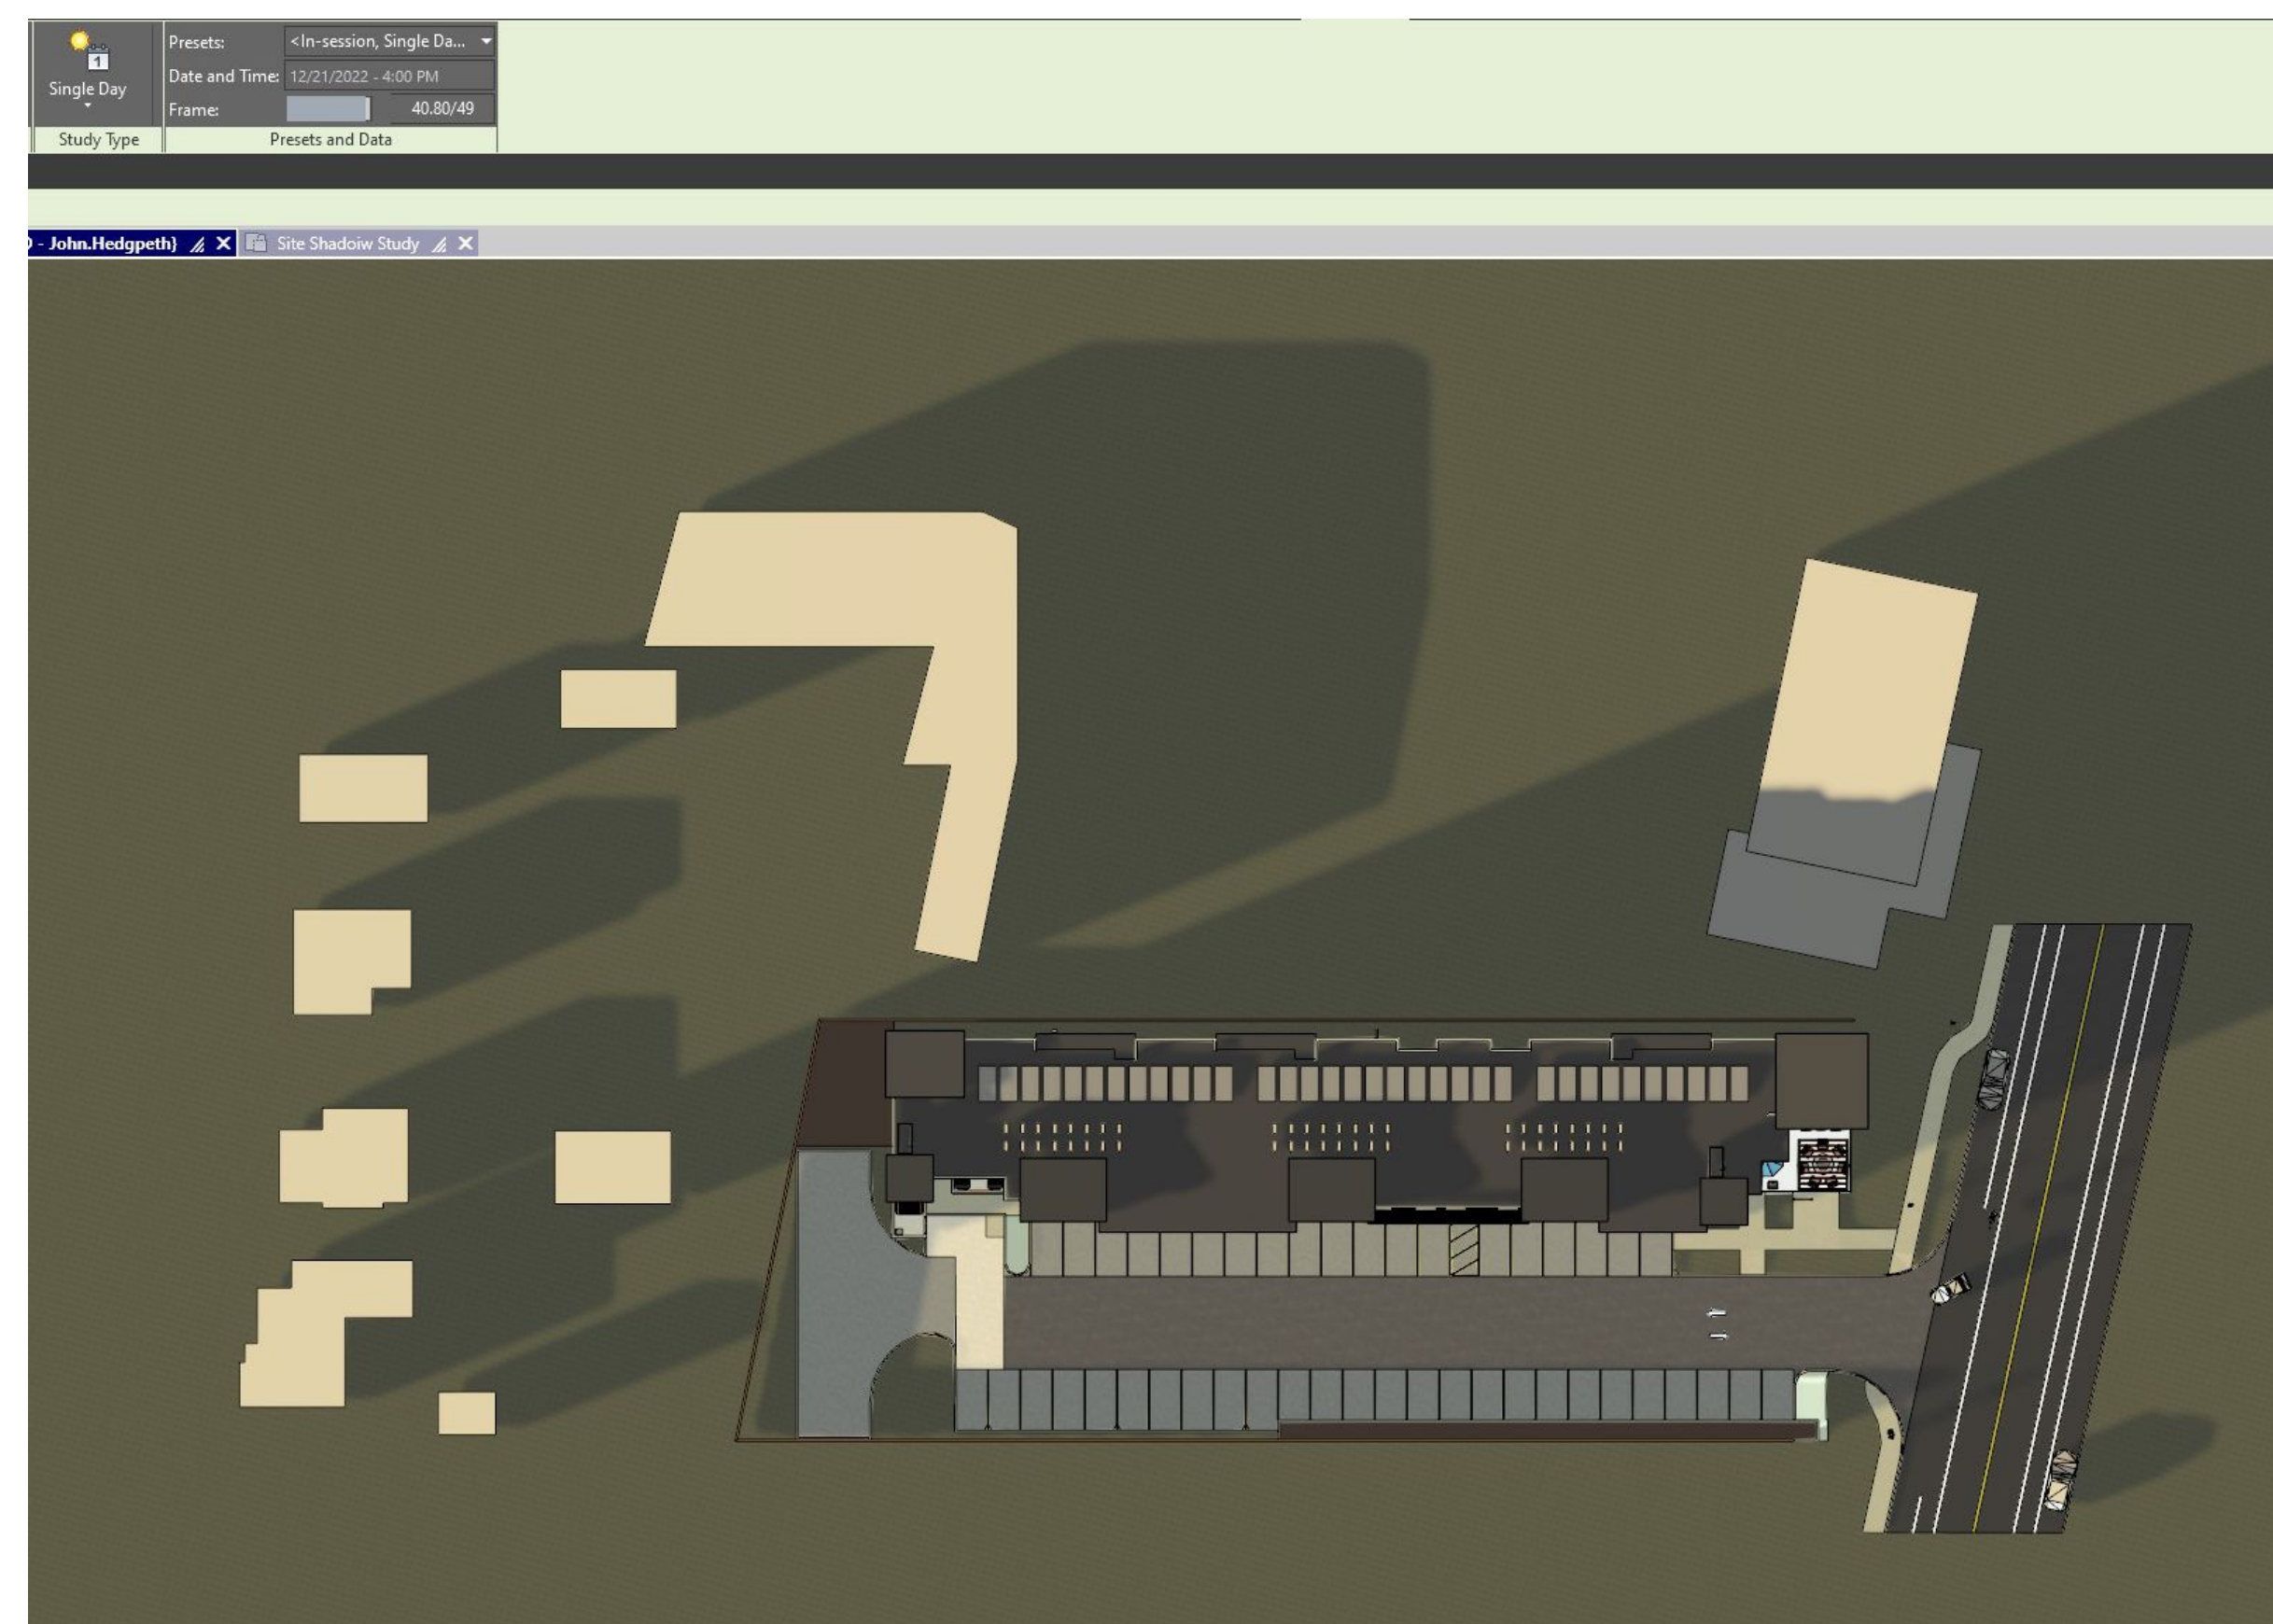 Presets:
<In-session, Single Da...
1
Date and Time:
12/21/2022 - 4:00 PM
Single Day
Frame:
40.80/49
Study Type
Presets and Data
- John.Hedgpeth}
Site Shadoiw Study